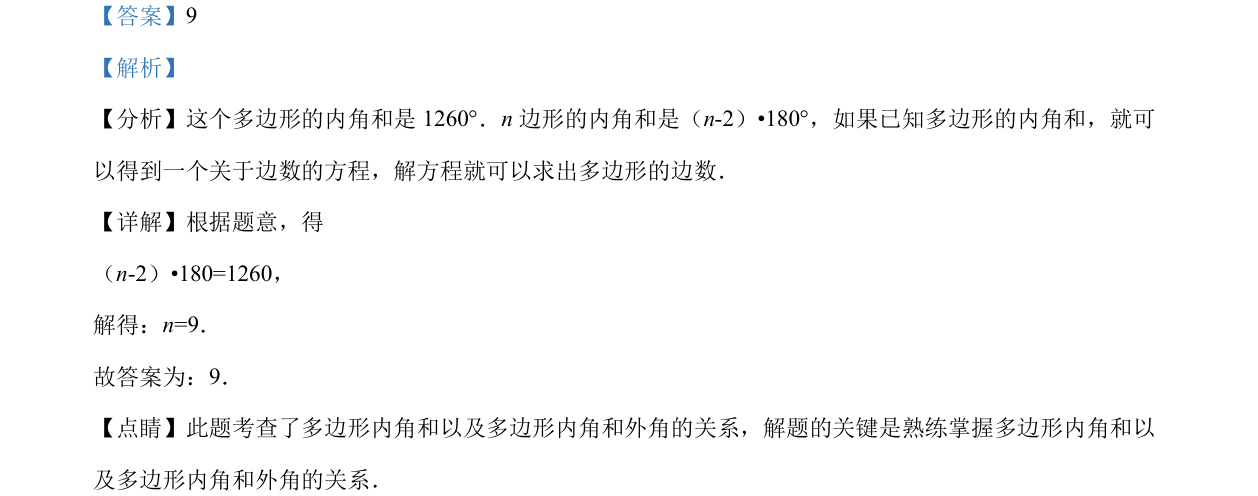 【答案】9
【解析】
【分析】这个多边形的内角和是 1260°．n 边形的内角和是（n-2）•180°，如果已知多边形的内角和，就可
以得到一个关于边数的方程，解方程就可以求出多边形的边数．
【详解】根据题意，得
（n-2）•180=1260，
解得：n=9．
故答案为：9．
【点睛】此题考查了多边形内角和以及多边形内角和外角的关系，解题的关键是熟练掌握多边形内角和以
及多边形内角和外角的关系．